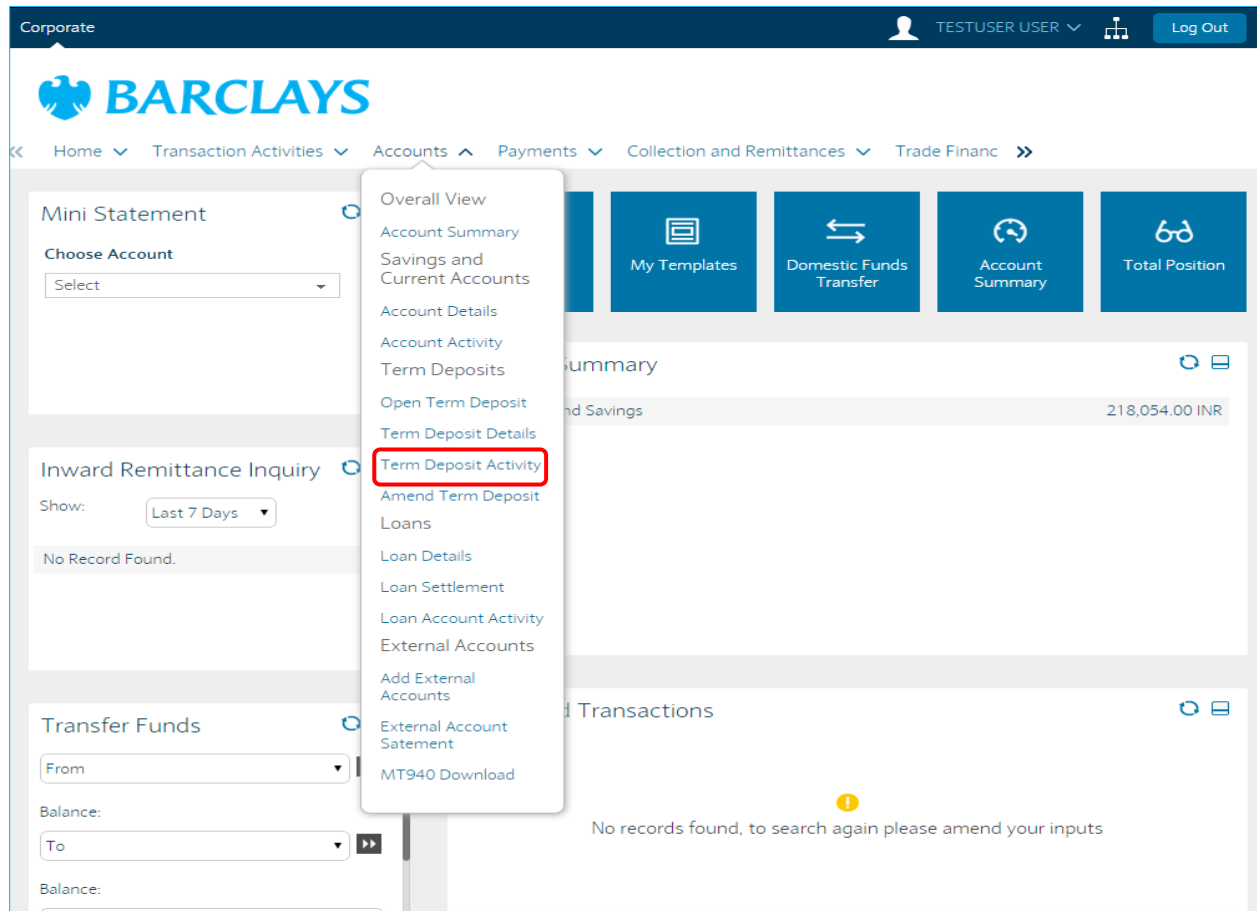 Corporate
TESTUSER USER
Log Out
BARCLAYS
Home
Transaction Activities
Accounts
Payments
Collection and Remittances
Trade Financ
Mini Statement
Choose Account
Select
Overall View
Account Summary
Savings and
Current Accounts
Account Details
Account Activity
Term Deposits
Open Term Deposit
Term Deposit Details
Term Deposit Activity
Amend Term Deposit
Loans
Loan Details
Loan Settlement
Loan Account Activity
External Accounts
Add External
Accounts
External Account
Satement
MT940 Download
My Templates
Domestic Funds
Transfer
Account
Summary
Total Position
ummary
nd Savings
218,054.00 INR
Inward Remittance Inquiry
Show:
Last 7 Days
No Record Found.
Transfer Funds
From
Balance:
To
Balance:
d Transactions
No records found, to search again please amend your inputs